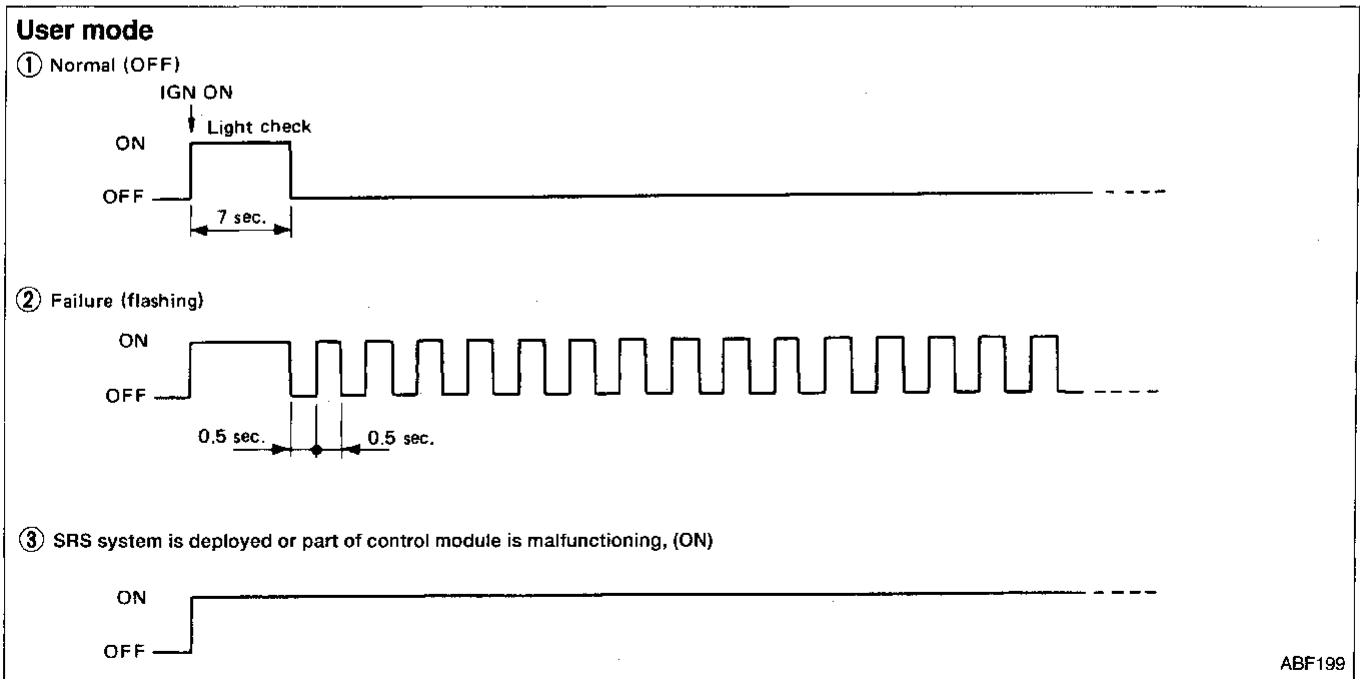 User mode
① Normal (OFF)
IGN ON
Light check
ON
OFF
7 sec.
② Failure (flashing)
ON
OFF
0.5 sec. 0.5 sec.
③ SRS system is deployed or part of control module is malfunctioning, (ON)
ON
OFF
ABF199